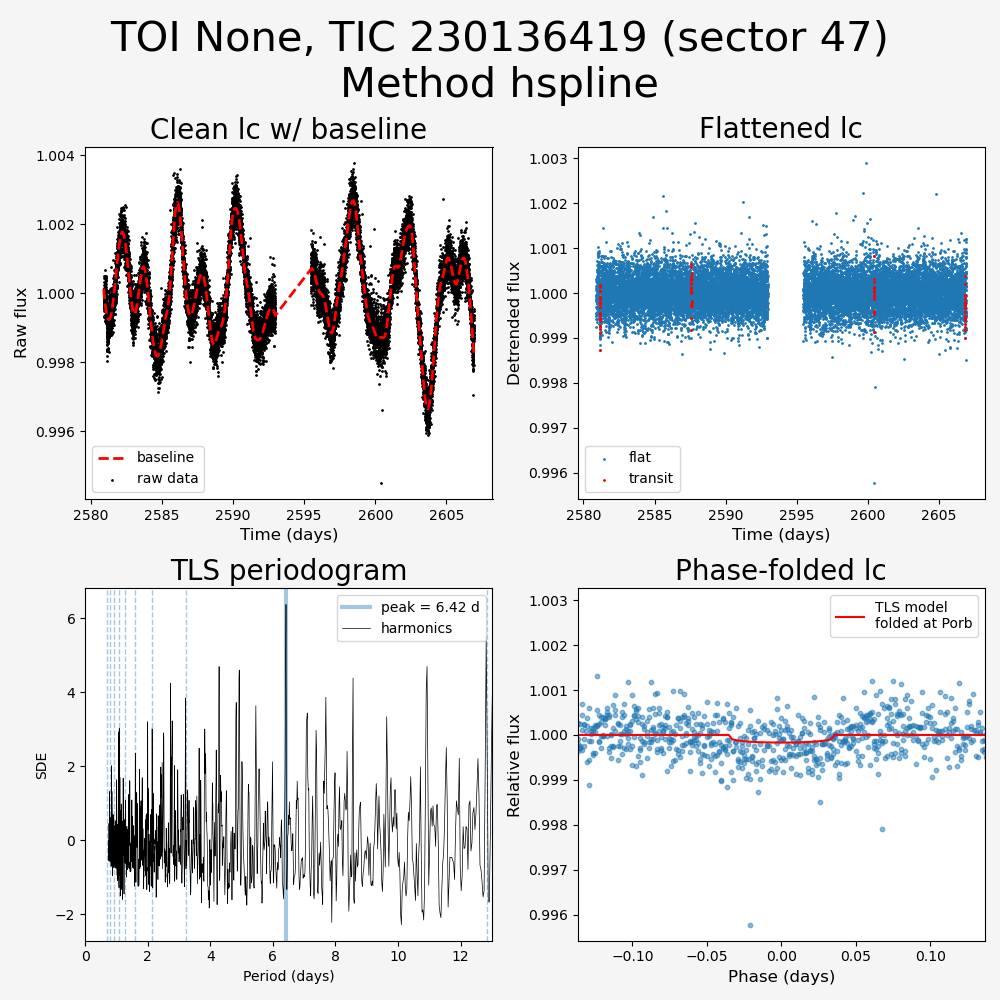 TOI None, TIC 230136419 (sector 47)
Method hspline
Clean lc w/ baseline
Raw flux
1.004
1.002
1.000
0.998
0.996
baseline
raw data
2580 2585 2590 2595 2600 2605
Time (days)
Flattened lc
Detrended flux
1.003
1.002
1.001
1.000
0.999
0.998
0.997
0.996
flat
transit
2580 2585 2590 2595 2600 2605
Time (days)
TLS periodogram
SDE
6
4
2
0
−2
peak = 6.42 d
harmonics
0 2 4 6 8 10 12
Period (days)
Phase-folded lc
Relative flux
1.003
1.002
1.001
1.000
0.999
0.998
0.997
0.996
TLS model
folded at Porb
−0.10 −0.05 0.00 0.05 0.10
Phase (days)